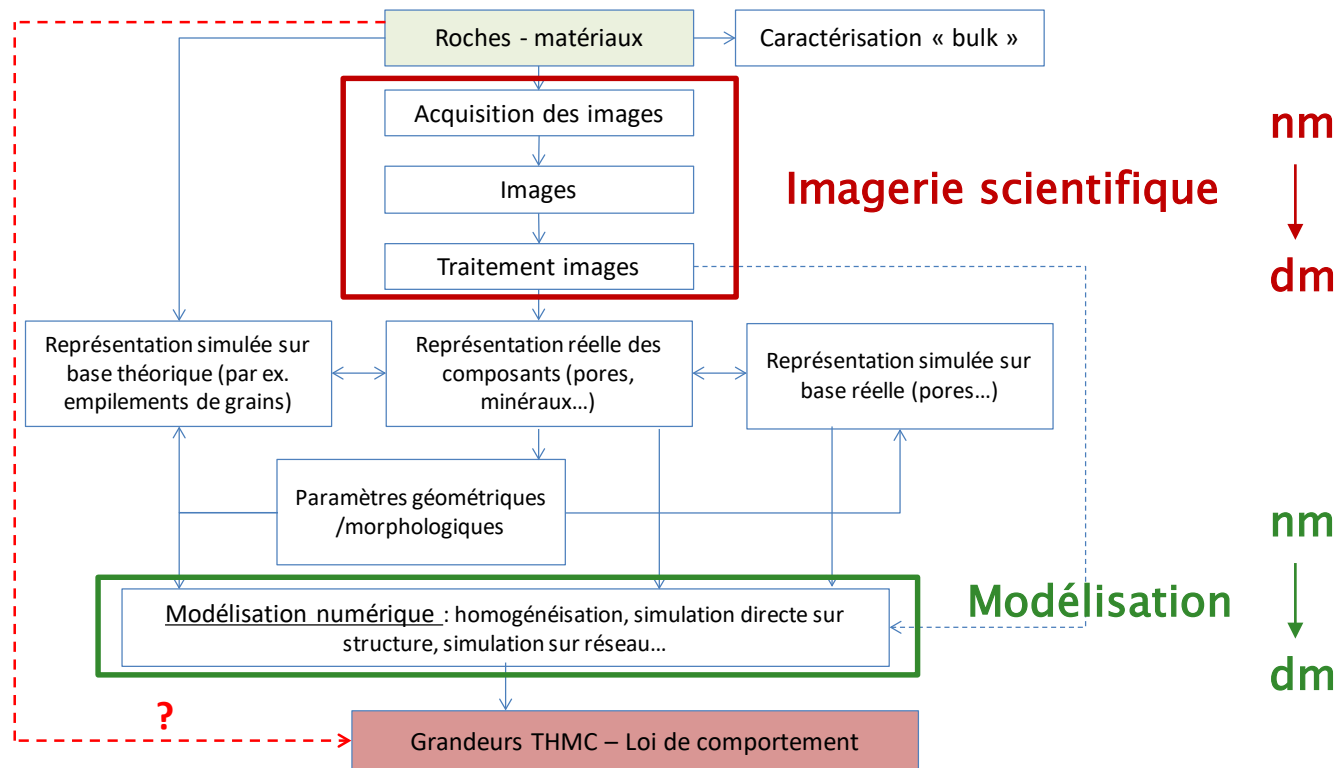 Roches - matériaux
Caractérisation « bulk »
Acquisition des images
Images
Traitement images
Imagerie scientifique
nm
dm
Représentation simulée sur
base théorique (par ex.
empilements de grains)
Représentation réelle des
composants (pores,
minéraux...)
Représentation simulée sur
base réelle (pores...)
Paramètres géométriques
/morphologiques
nm
dm
Modélisation
Modélisation numérique : homogénéisation, simulation directe sur
structure, simulation sur réseau...
?
Grandeurs THMC – Loi de comportement